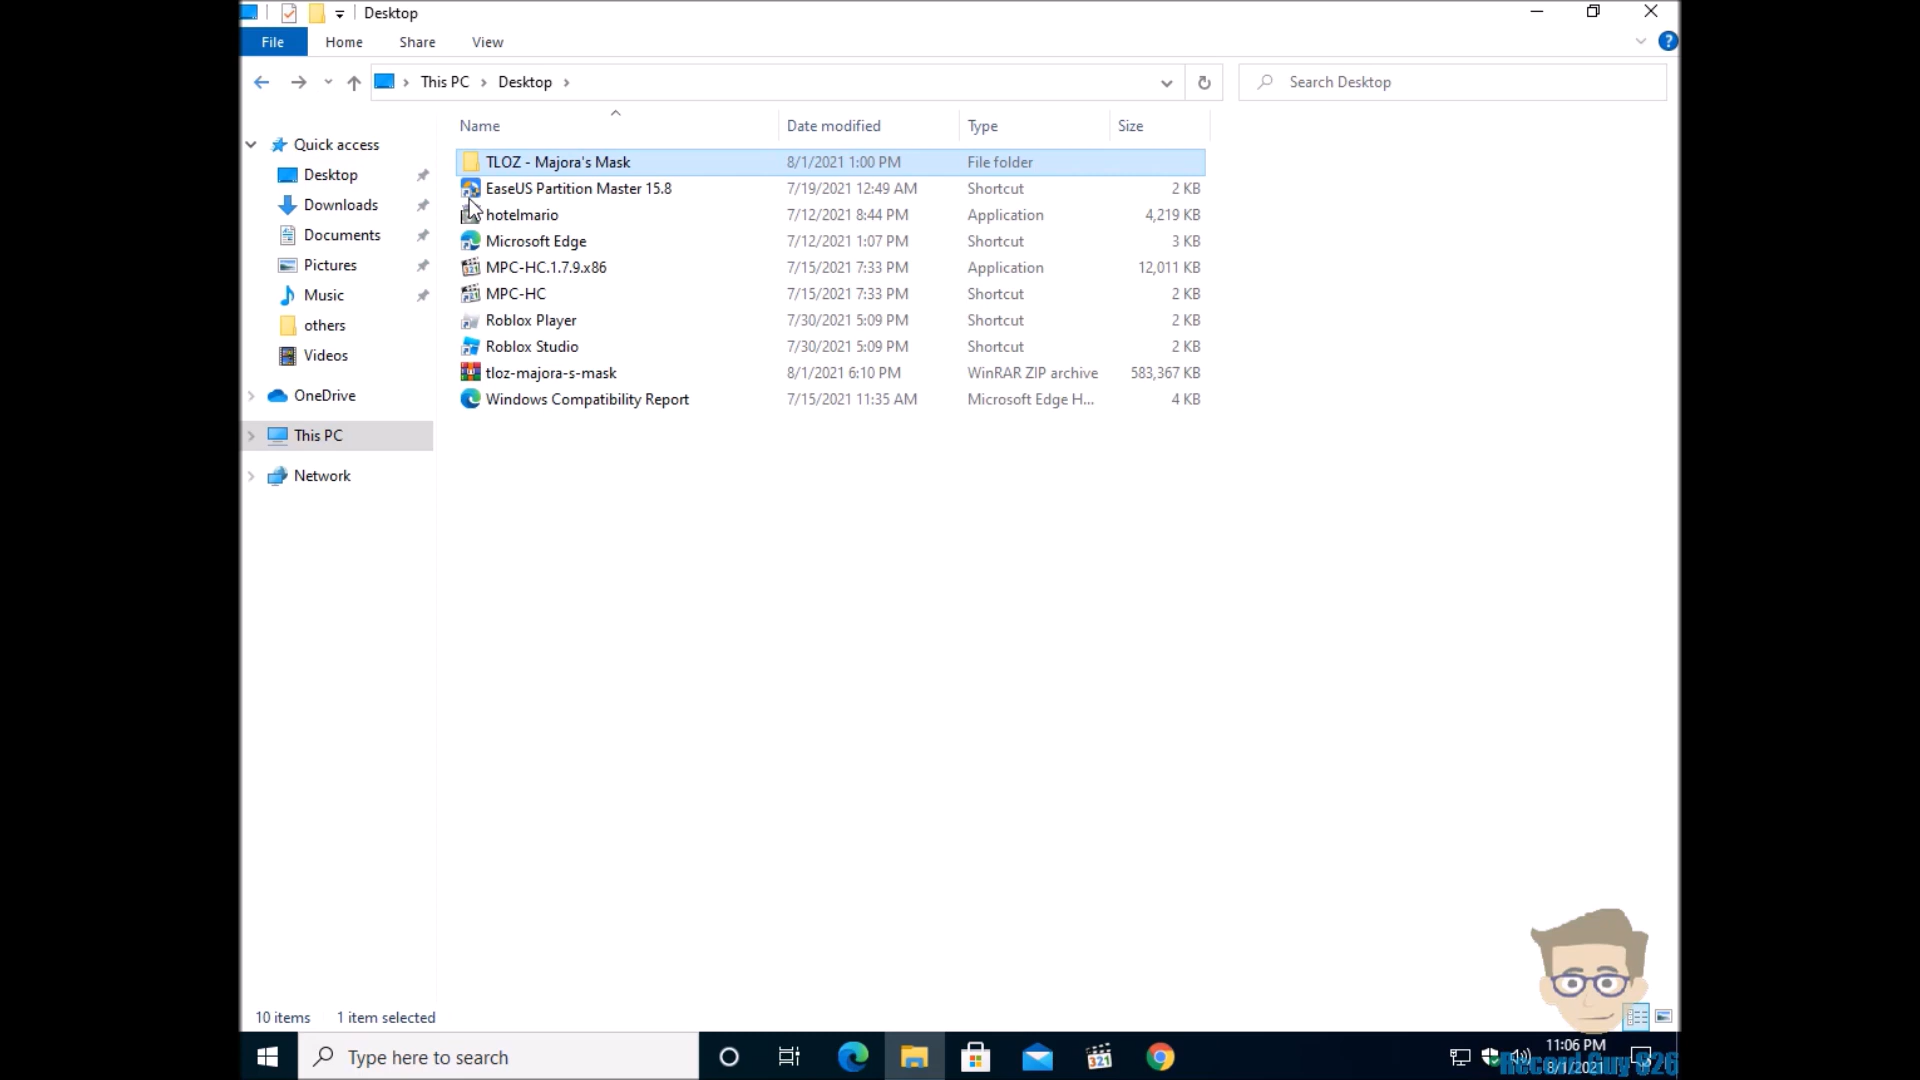 Desktop
File Home Share View
?
This PC Desktop
Search Desktop
Name Date modified Type Size
Quick access
Desktop
Downloads
Documents
Pictures
Music
others
Videos
OneDrive
This PC
Network
TLOZ - Majora's Mask 8/1/2021 1:00 PM File folder
EaseUS Partition Master 15.8 7/19/2021 12:49 AM Shortcut 2 KB
hotelmario 7/12/2021 8:44 PM Application 4,219 KB
Microsoft Edge 7/12/2021 1:07 PM Shortcut 3 KB
MPC-HC.1.7.9.x86 7/15/2021 7:33 PM Application 12,011 KB
MPC-HC 7/15/2021 7:33 PM Shortcut 2 KB
Roblox Player 7/30/2021 5:09 PM Shortcut 2 KB
Roblox Studio 7/30/2021 5:09 PM Shortcut 2 KB
tloz-majora-s-mask 8/1/2021 6:10 PM WinRAR ZIP archive 583,367 KB
Windows Compatibility Report 7/15/2021 11:35 AM Microsoft Edge H... 4 KB
10 items 1 item selected
Type here to search
321
11:06 PM
8/1/2021
Record Guy 826